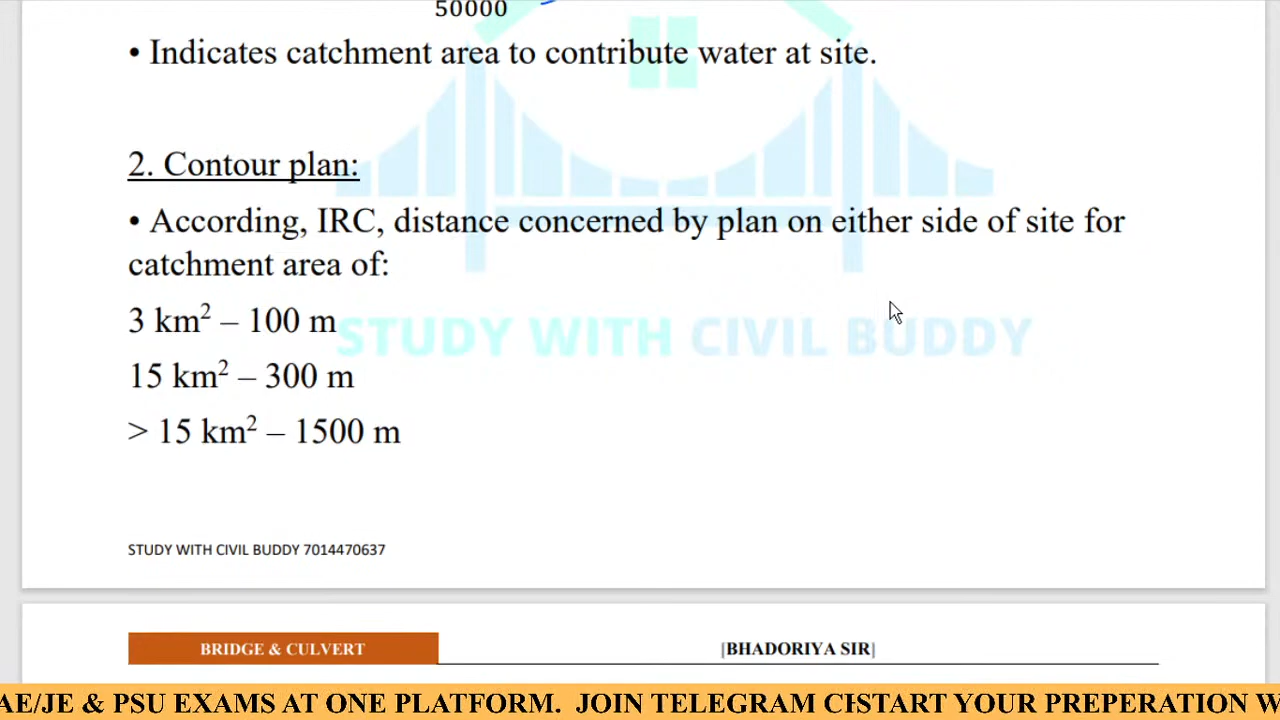 50000
• Indicates catchment area to contribute water at site.
2. Contour plan:
• According, IRC, distance concerned by plan on either side of site for
catchment area of:
3 km² – 100 m
STUDY WITH CIVIL BUDDY
15 km² – 300 m
> 15 km² – 1500 m
STUDY WITH CIVIL BUDDY 7014470637
BRIDGE & CULVERT
[BHADORIYA SIR]
AE/JE & PSU EXAMS AT ONE PLATFORM. JOIN TELEGRAM CHSTART YOUR PREPERATION W